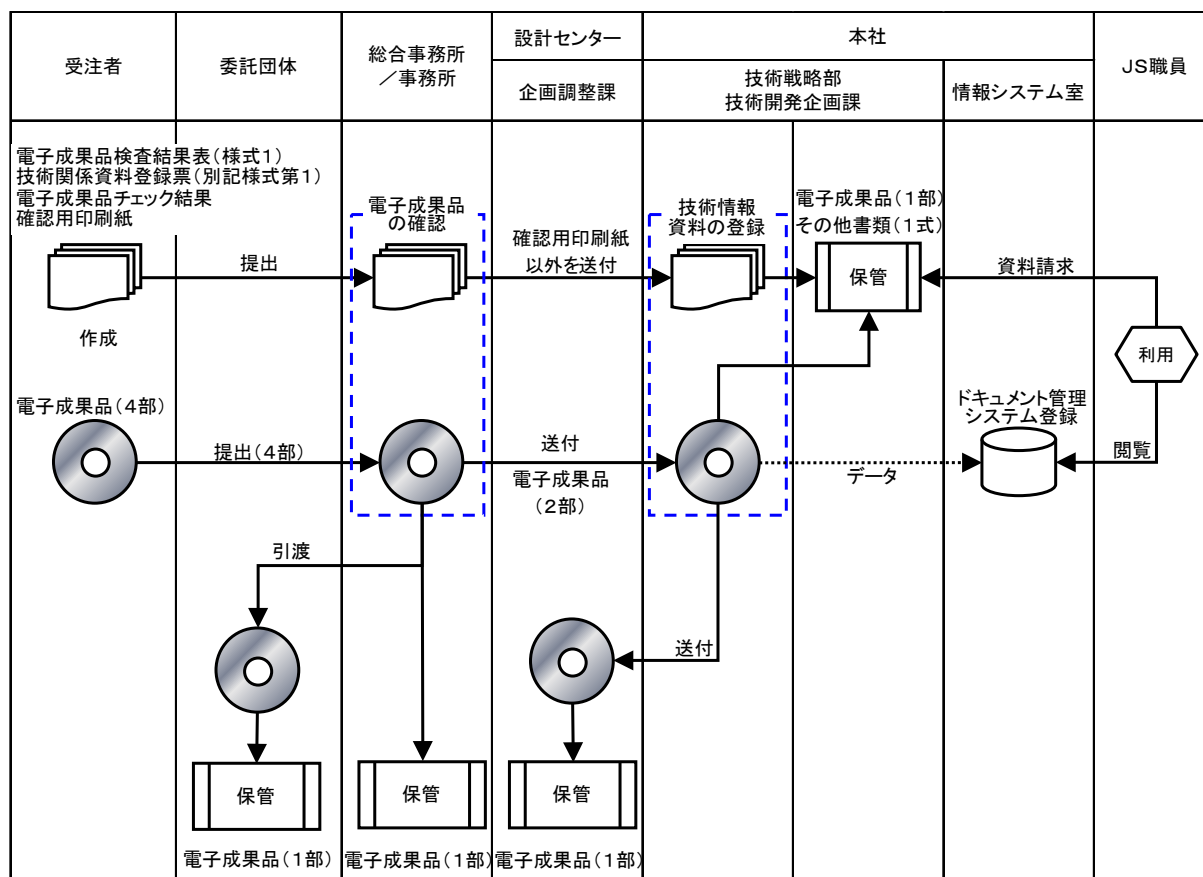 受注者
委託団体
総合事務所
／事務所
設計センター
企画調整課
本社
技術戦略部
技術開発企画課
情報システム室
JS職員
電子成果品検査結果表(様式1)
技術関係資料登録票(別記様式第1)
電子成果品チェック結果
確認用印刷紙
作成
提出
電子成果品
の確認
確認用印刷紙
以外を送付
技術情報
資料の登録
電子成果品(1部)
その他書類(1式)
保管
資料請求
利用
電子成果品(4部)
提出(4部)
送付
電子成果品
(2部)
データ
ドキュメント管理
システム登録
閲覧
引渡
送付
保管
保管
保管
電子成果品(1部)
電子成果品(1部)
電子成果品(1部)